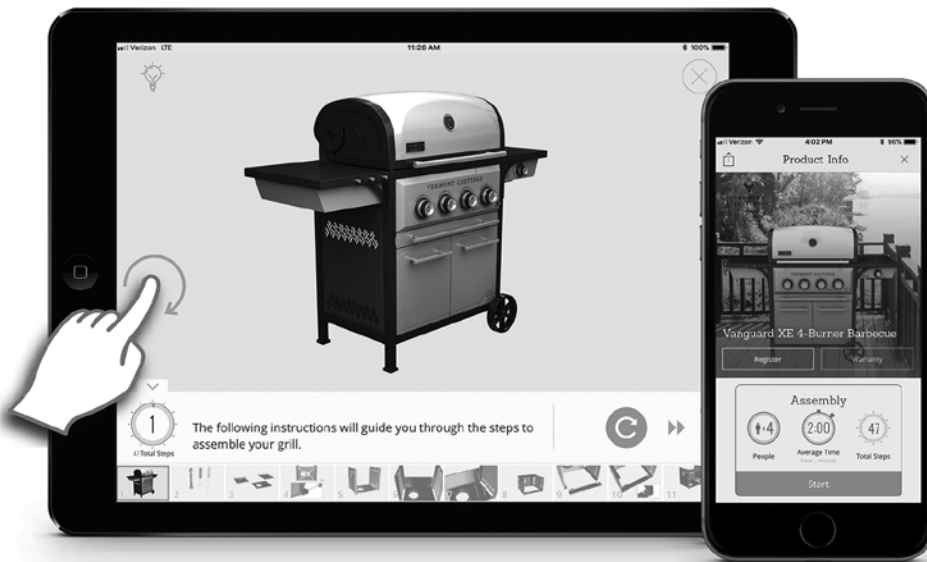 Verizon LTE
11:26 AM
100%
VERMONT CASTINGS
1
47 Total Steps
The following instructions will guide you through the steps to
assemble your grill.
1 2 3 4 5 6 7 8 9 10 11
Verizon
4:02 PM
96%
Product Info
VERMONT CASTINGS
Vanguard XE 4-Burner Barbecue
Register
Warranty
Assembly
4
2:00
47
People
Average Time
Total Steps
Start